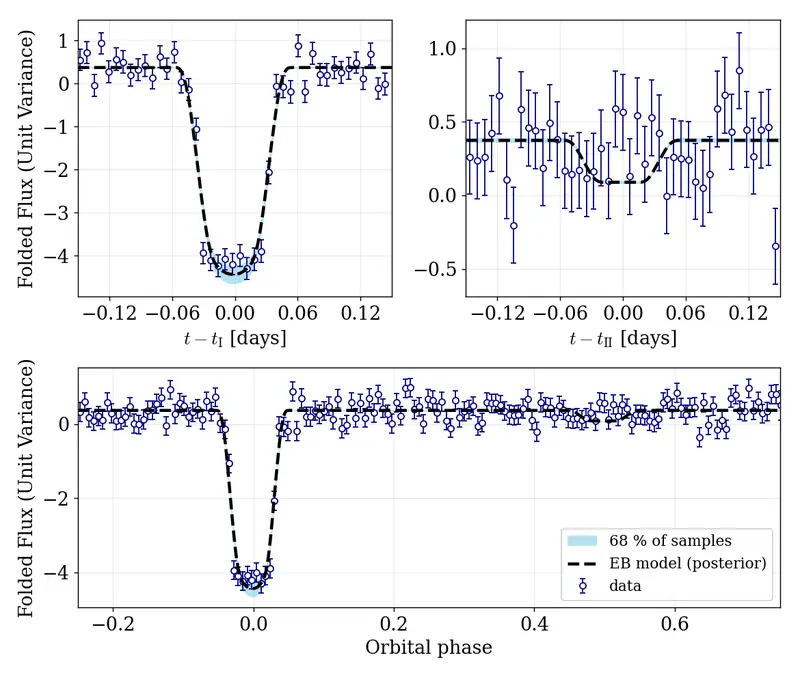 Folded Flux (Unit Variance)
1
0
−1
−2
−3
−4
−0.12 −0.06 0.00 0.06 0.12
t − tI [days]
1.0
0.5
0.0
−0.5
−0.12 −0.06 0.00 0.06 0.12
t − tII [days]
Folded Flux (Unit Variance)
0
−2
−4
68 % of samples
EB model (posterior)
data
−0.2 0.0 0.2 0.4 0.6
Orbital phase